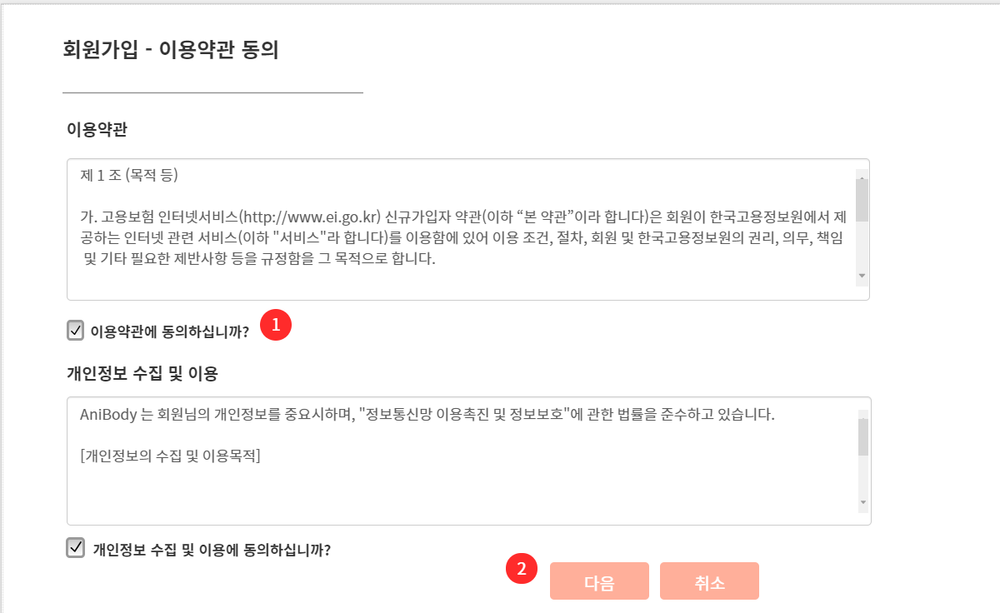 회원가입 - 이용약관 동의
이용약관
제 1 조 (목적 등)
가. 고용보험 인터넷서비스(http://www.ei.go.kr) 신규가입자 약관(이하 “본 약관”이라 합니다)은 회원이 한국고용정보원에서 제
공하는 인터넷 관련 서비스(이하 "서비스"라 합니다)를 이용함에 있어 이용 조건, 절차, 회원 및 한국고용정보원의 권리, 의무, 책임
및 기타 필요한 제반사항 등을 규정함을 그 목적으로 합니다.
이용약관에 동의하십니까?
1
개인정보 수집 및 이용
AniBody 는 회원님의 개인정보를 중요시하며, "정보통신망 이용촉진 및 정보보호"에 관한 법률을 준수하고 있습니다.
[개인정보의 수집 및 이용목적]
개인정보 수집 및 이용에 동의하십니까?
2
다음
취소